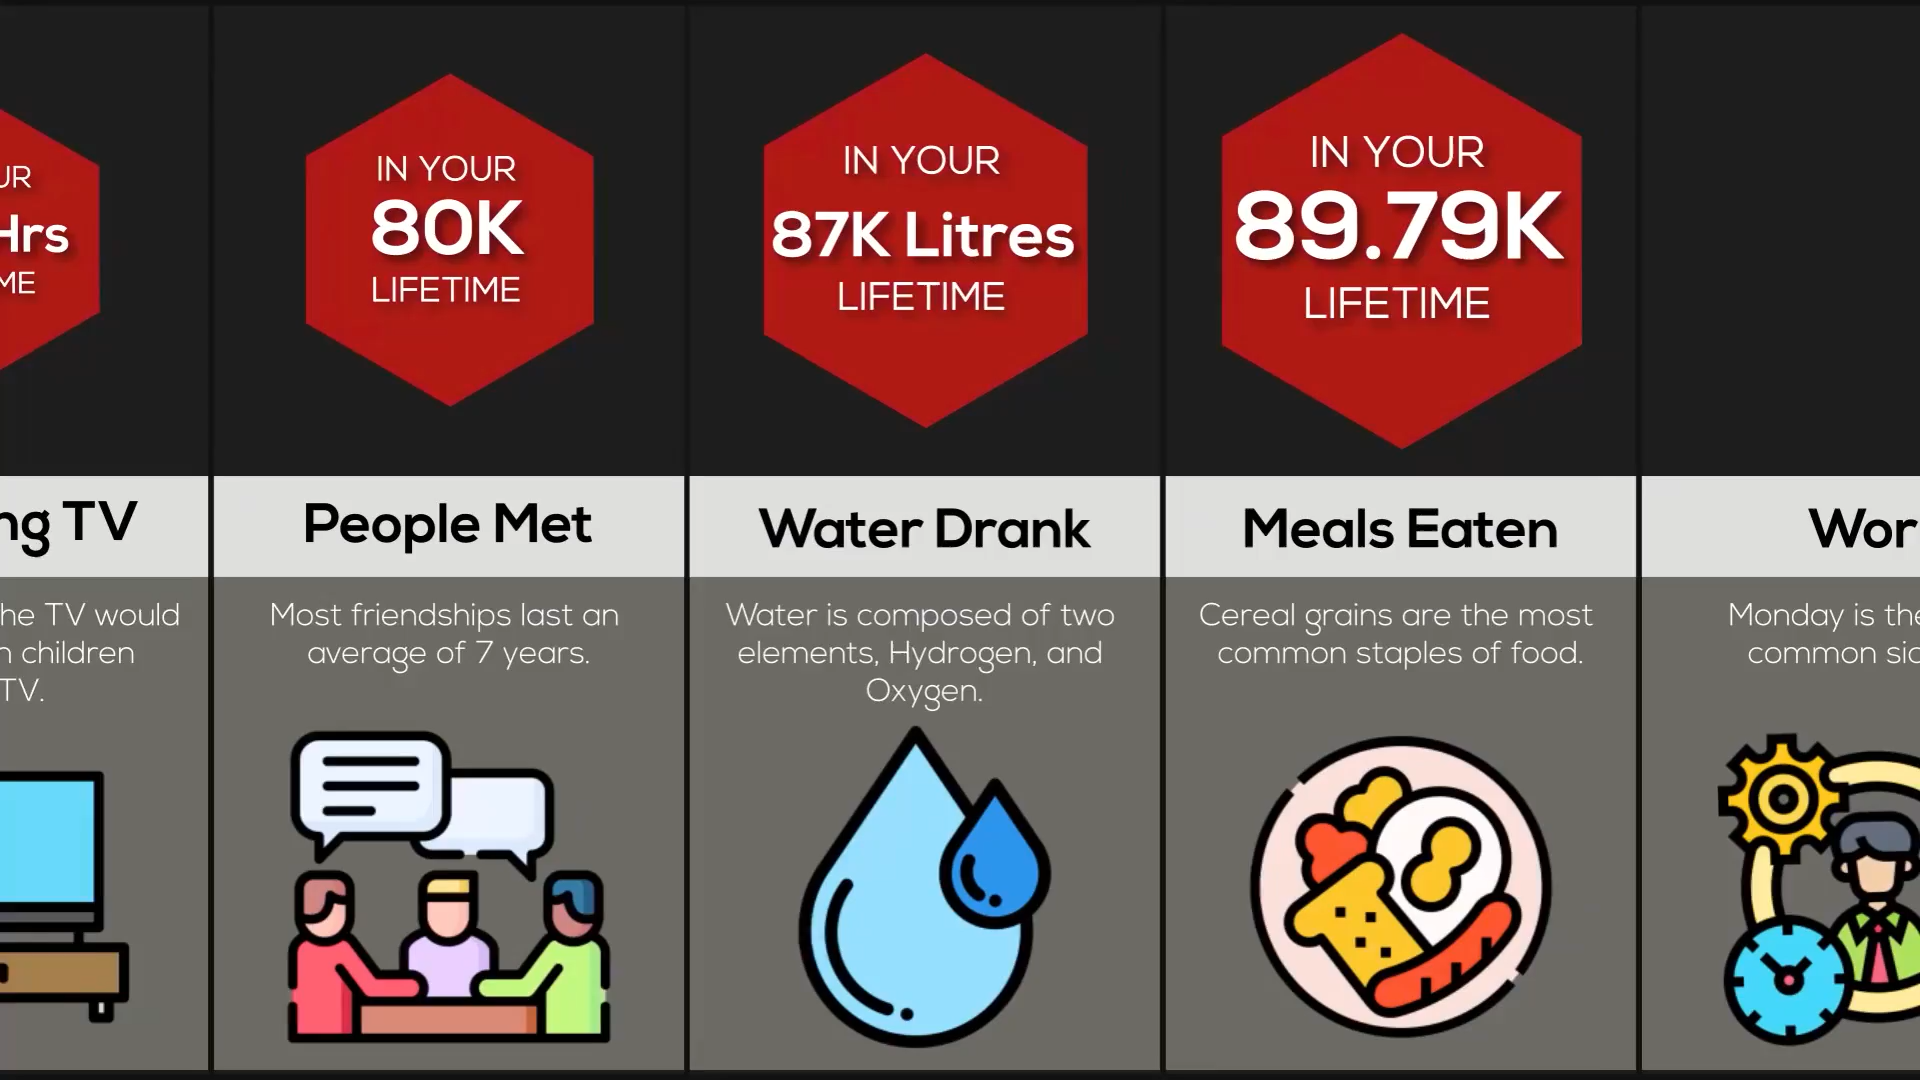 UR
Hrs
ME
ng TV
he TV would
n children
TV.
IN YOUR
80K
LIFETIME
People Met
Most friendships last an
average of 7 years.
IN YOUR
87K Litres
LIFETIME
Water Drank
Water is composed of two
elements, Hydrogen, and
Oxygen.
IN YOUR
89.79K
LIFETIME
Meals Eaten
Cereal grains are the most
common staples of food.
Wor
Monday is the
common sic